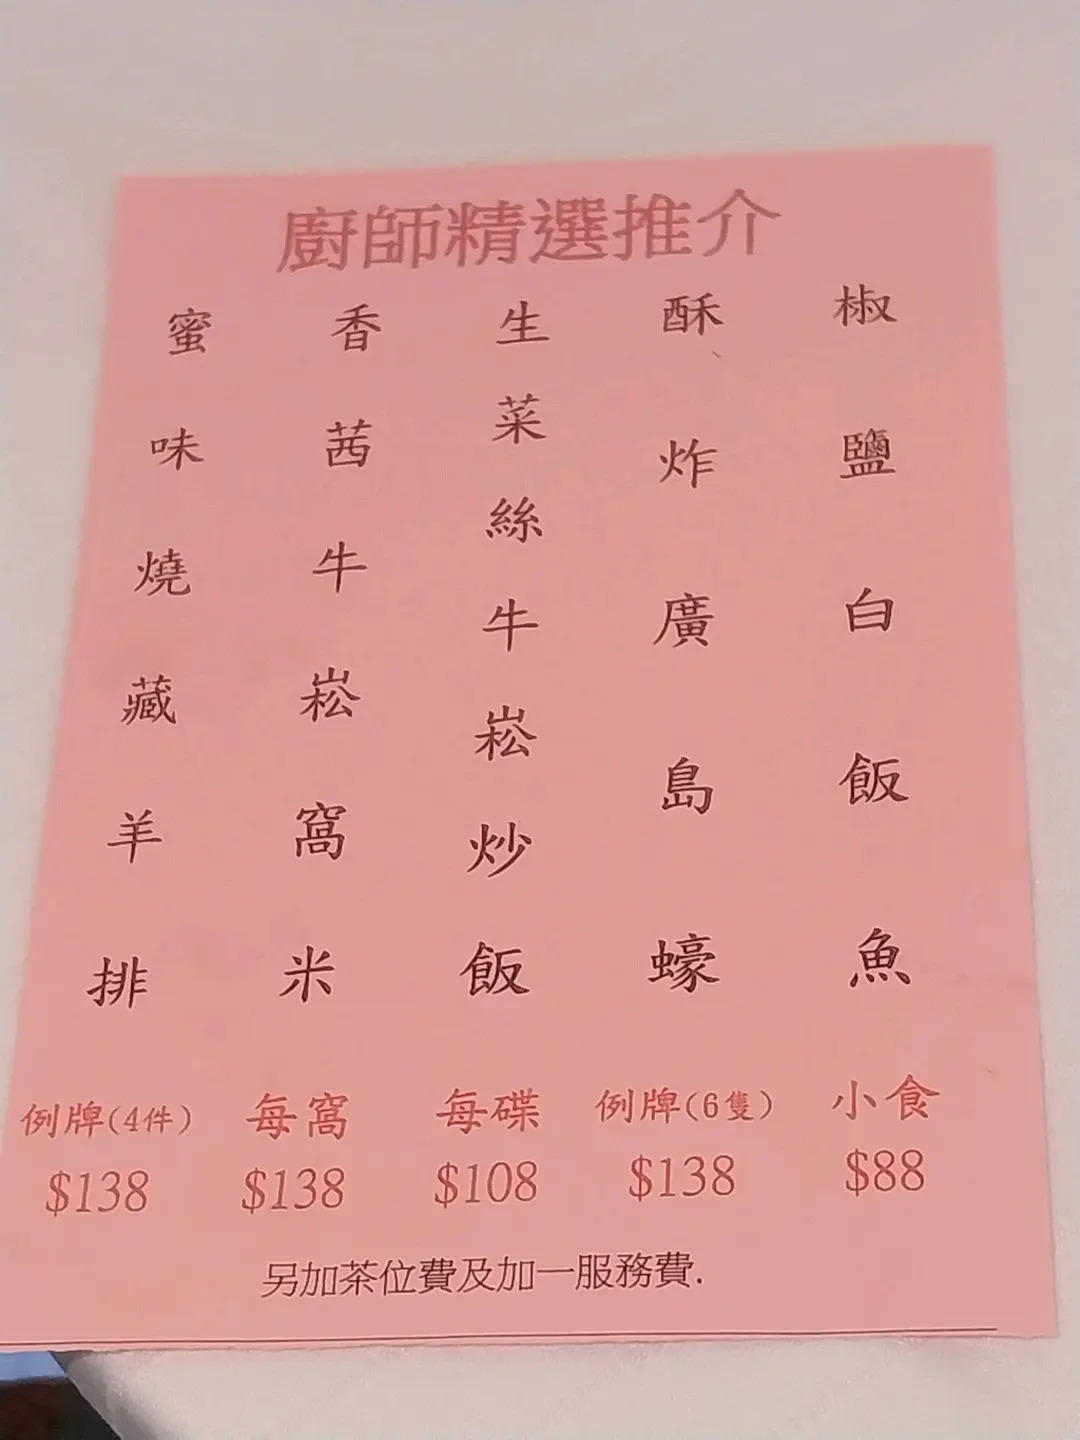 廚師精選推介
椒鹽白飯魚
小食
$88
酥炸廣島蠔
例牌(6隻)
$138
生菜絲牛崧炒飯
每碟
$108
香茜牛崧窩米
每窩
$138
蜜味燒藏羊排
例牌(4件)
$138
另加茶位費及加一服務費.